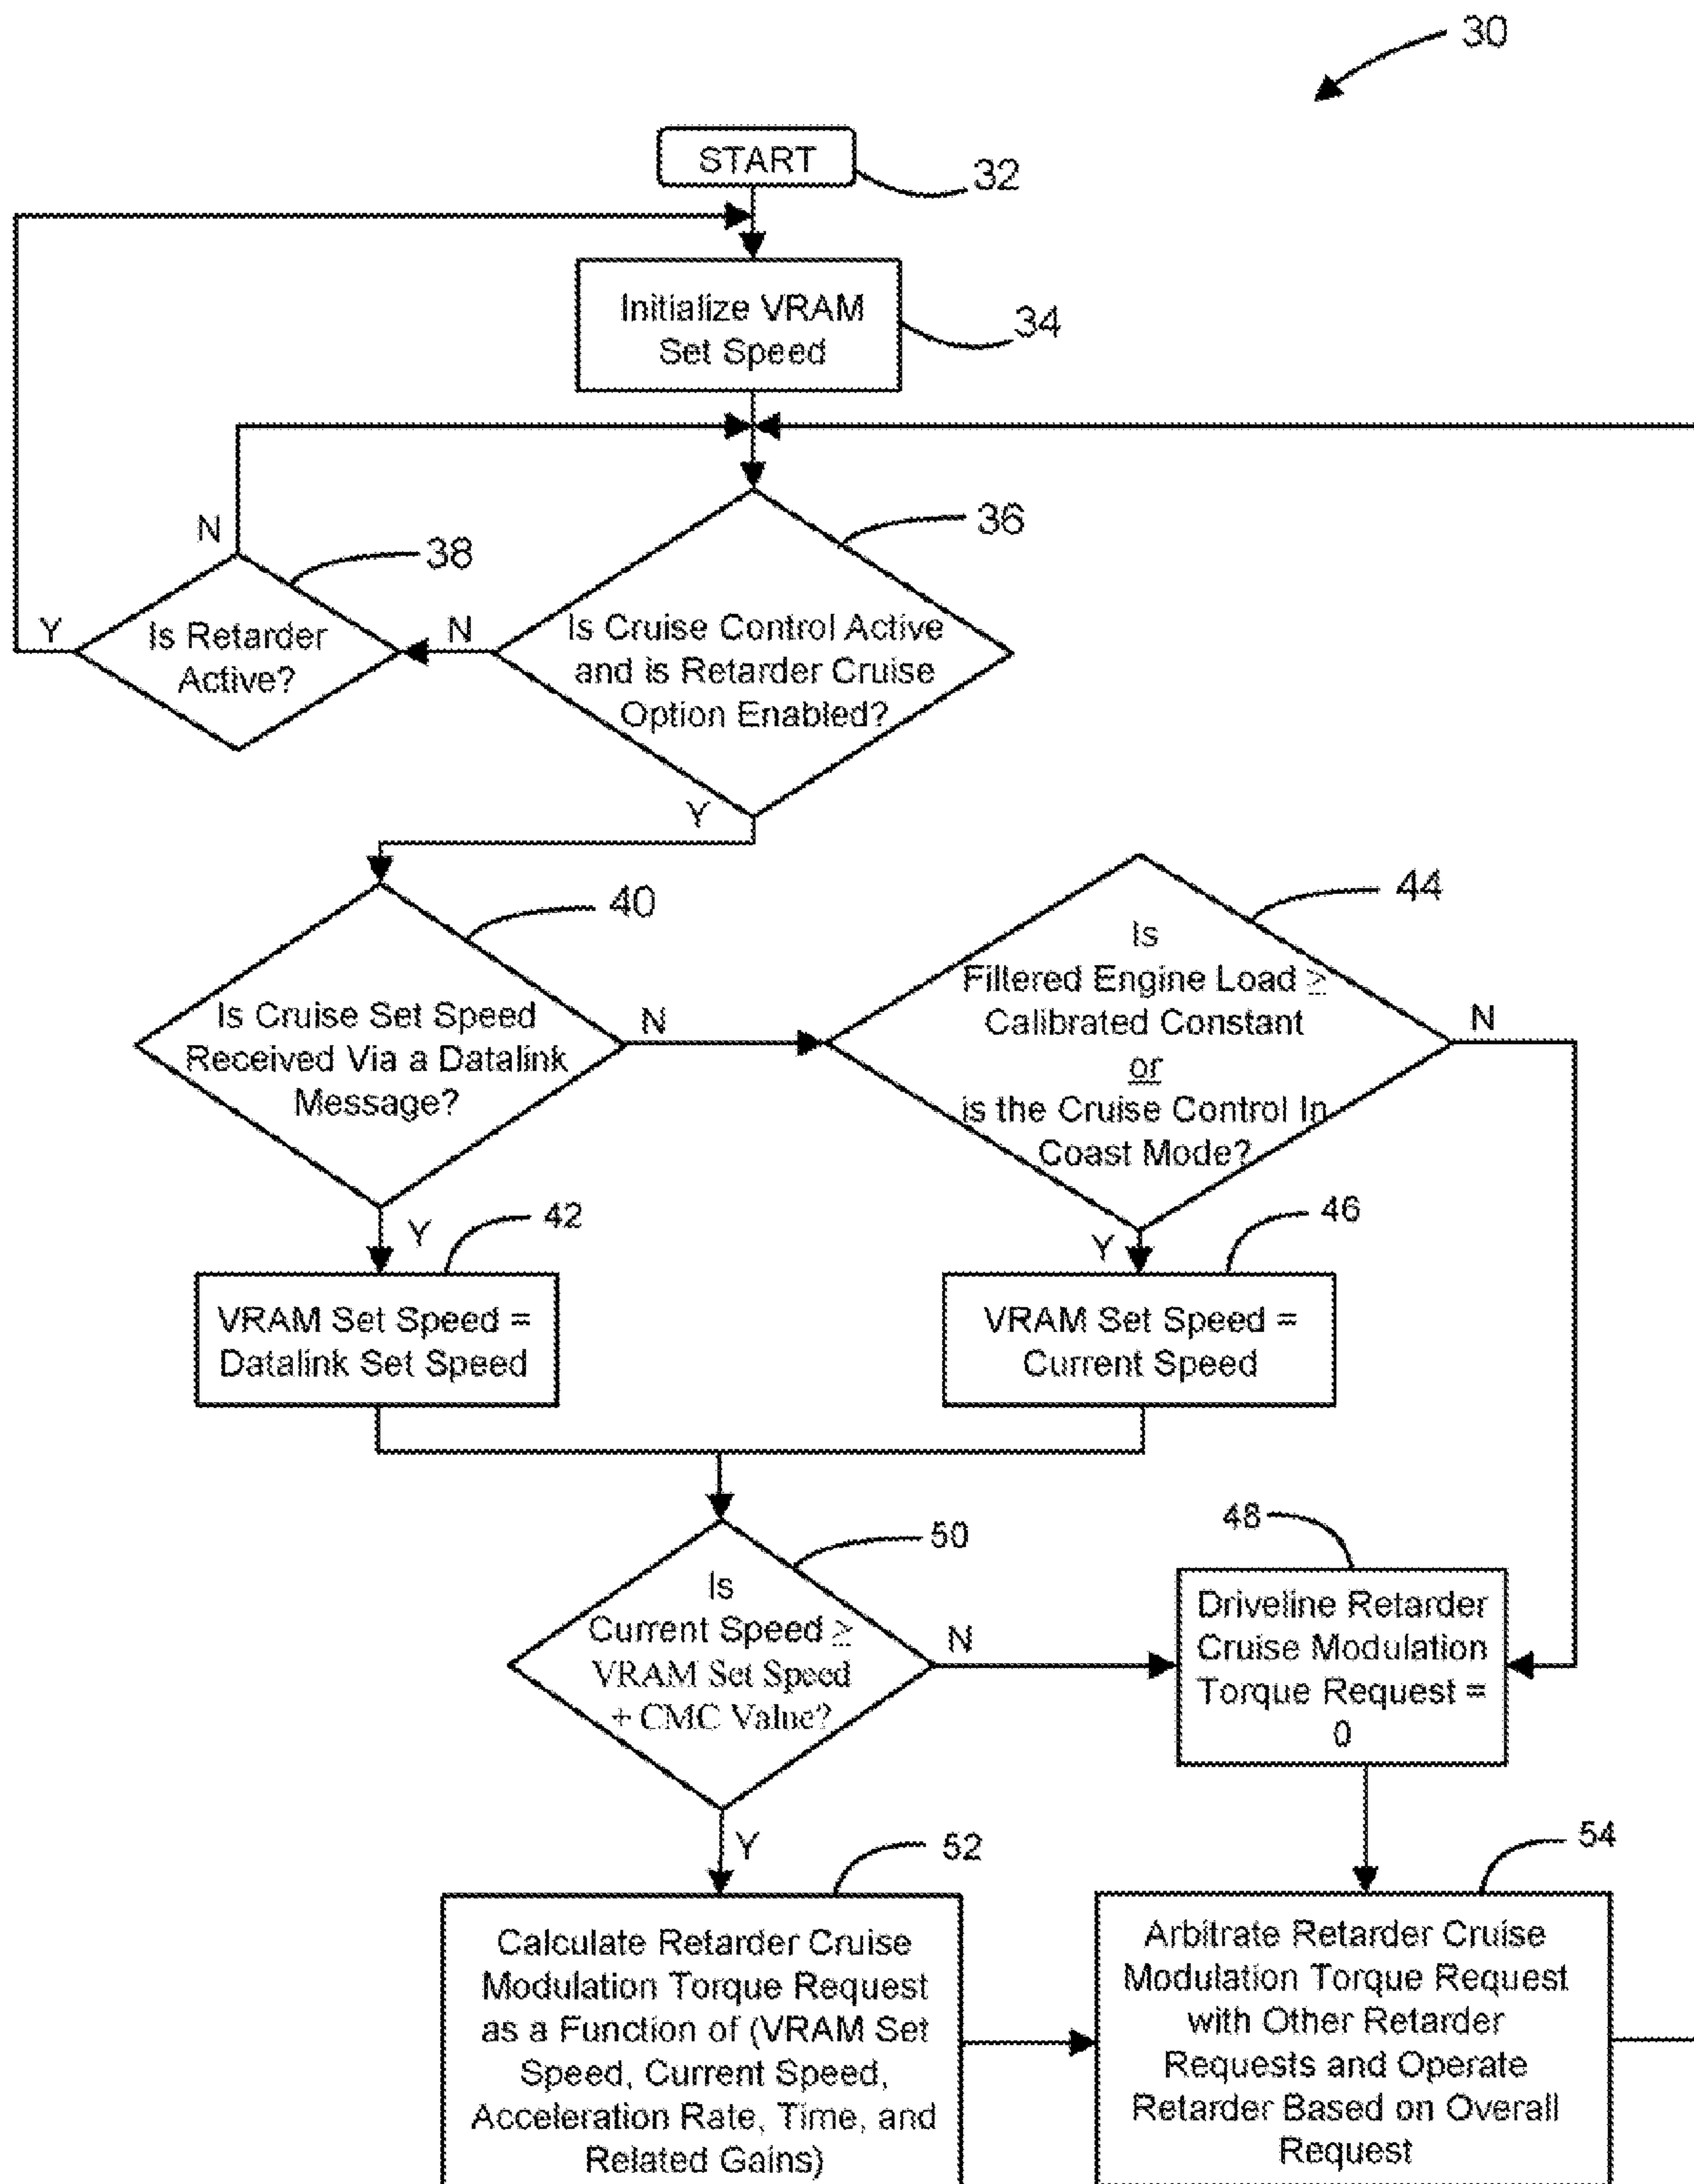 30
START
32
Initialize VRAM
Set Speed
34
36
N
38
Y
Is Retarder
Active?
N
Is Cruise Control Active
and is Retarder Cruise
Option Enabled?
Y
40
44
Is Cruise Set Speed
Received Via a Datalink
Message?
N
Is
Filtered Engine Load ≥
Calibrated Constant
or
is the Cruise Control In
Coast Mode?
N
Y
42
Y
46
VRAM Set Speed =
Datalink Set Speed
VRAM Set Speed =
Current Speed
50
48
Is
Current Speed ≥
VRAM Set Speed
+ CMC Value?
N
Driveline Retarder
Cruise Modulation
Torque Request =
0
Y
52
54
Calculate Retarder Cruise
Modulation Torque Request
as a Function of (VRAM Set
Speed, Current Speed,
Acceleration Rate, Time, and
Related Gains)
Arbitrate Retarder Cruise
Modulation Torque Request
with Other Retarder
Requests and Operate
Retarder Based on Overall
Request